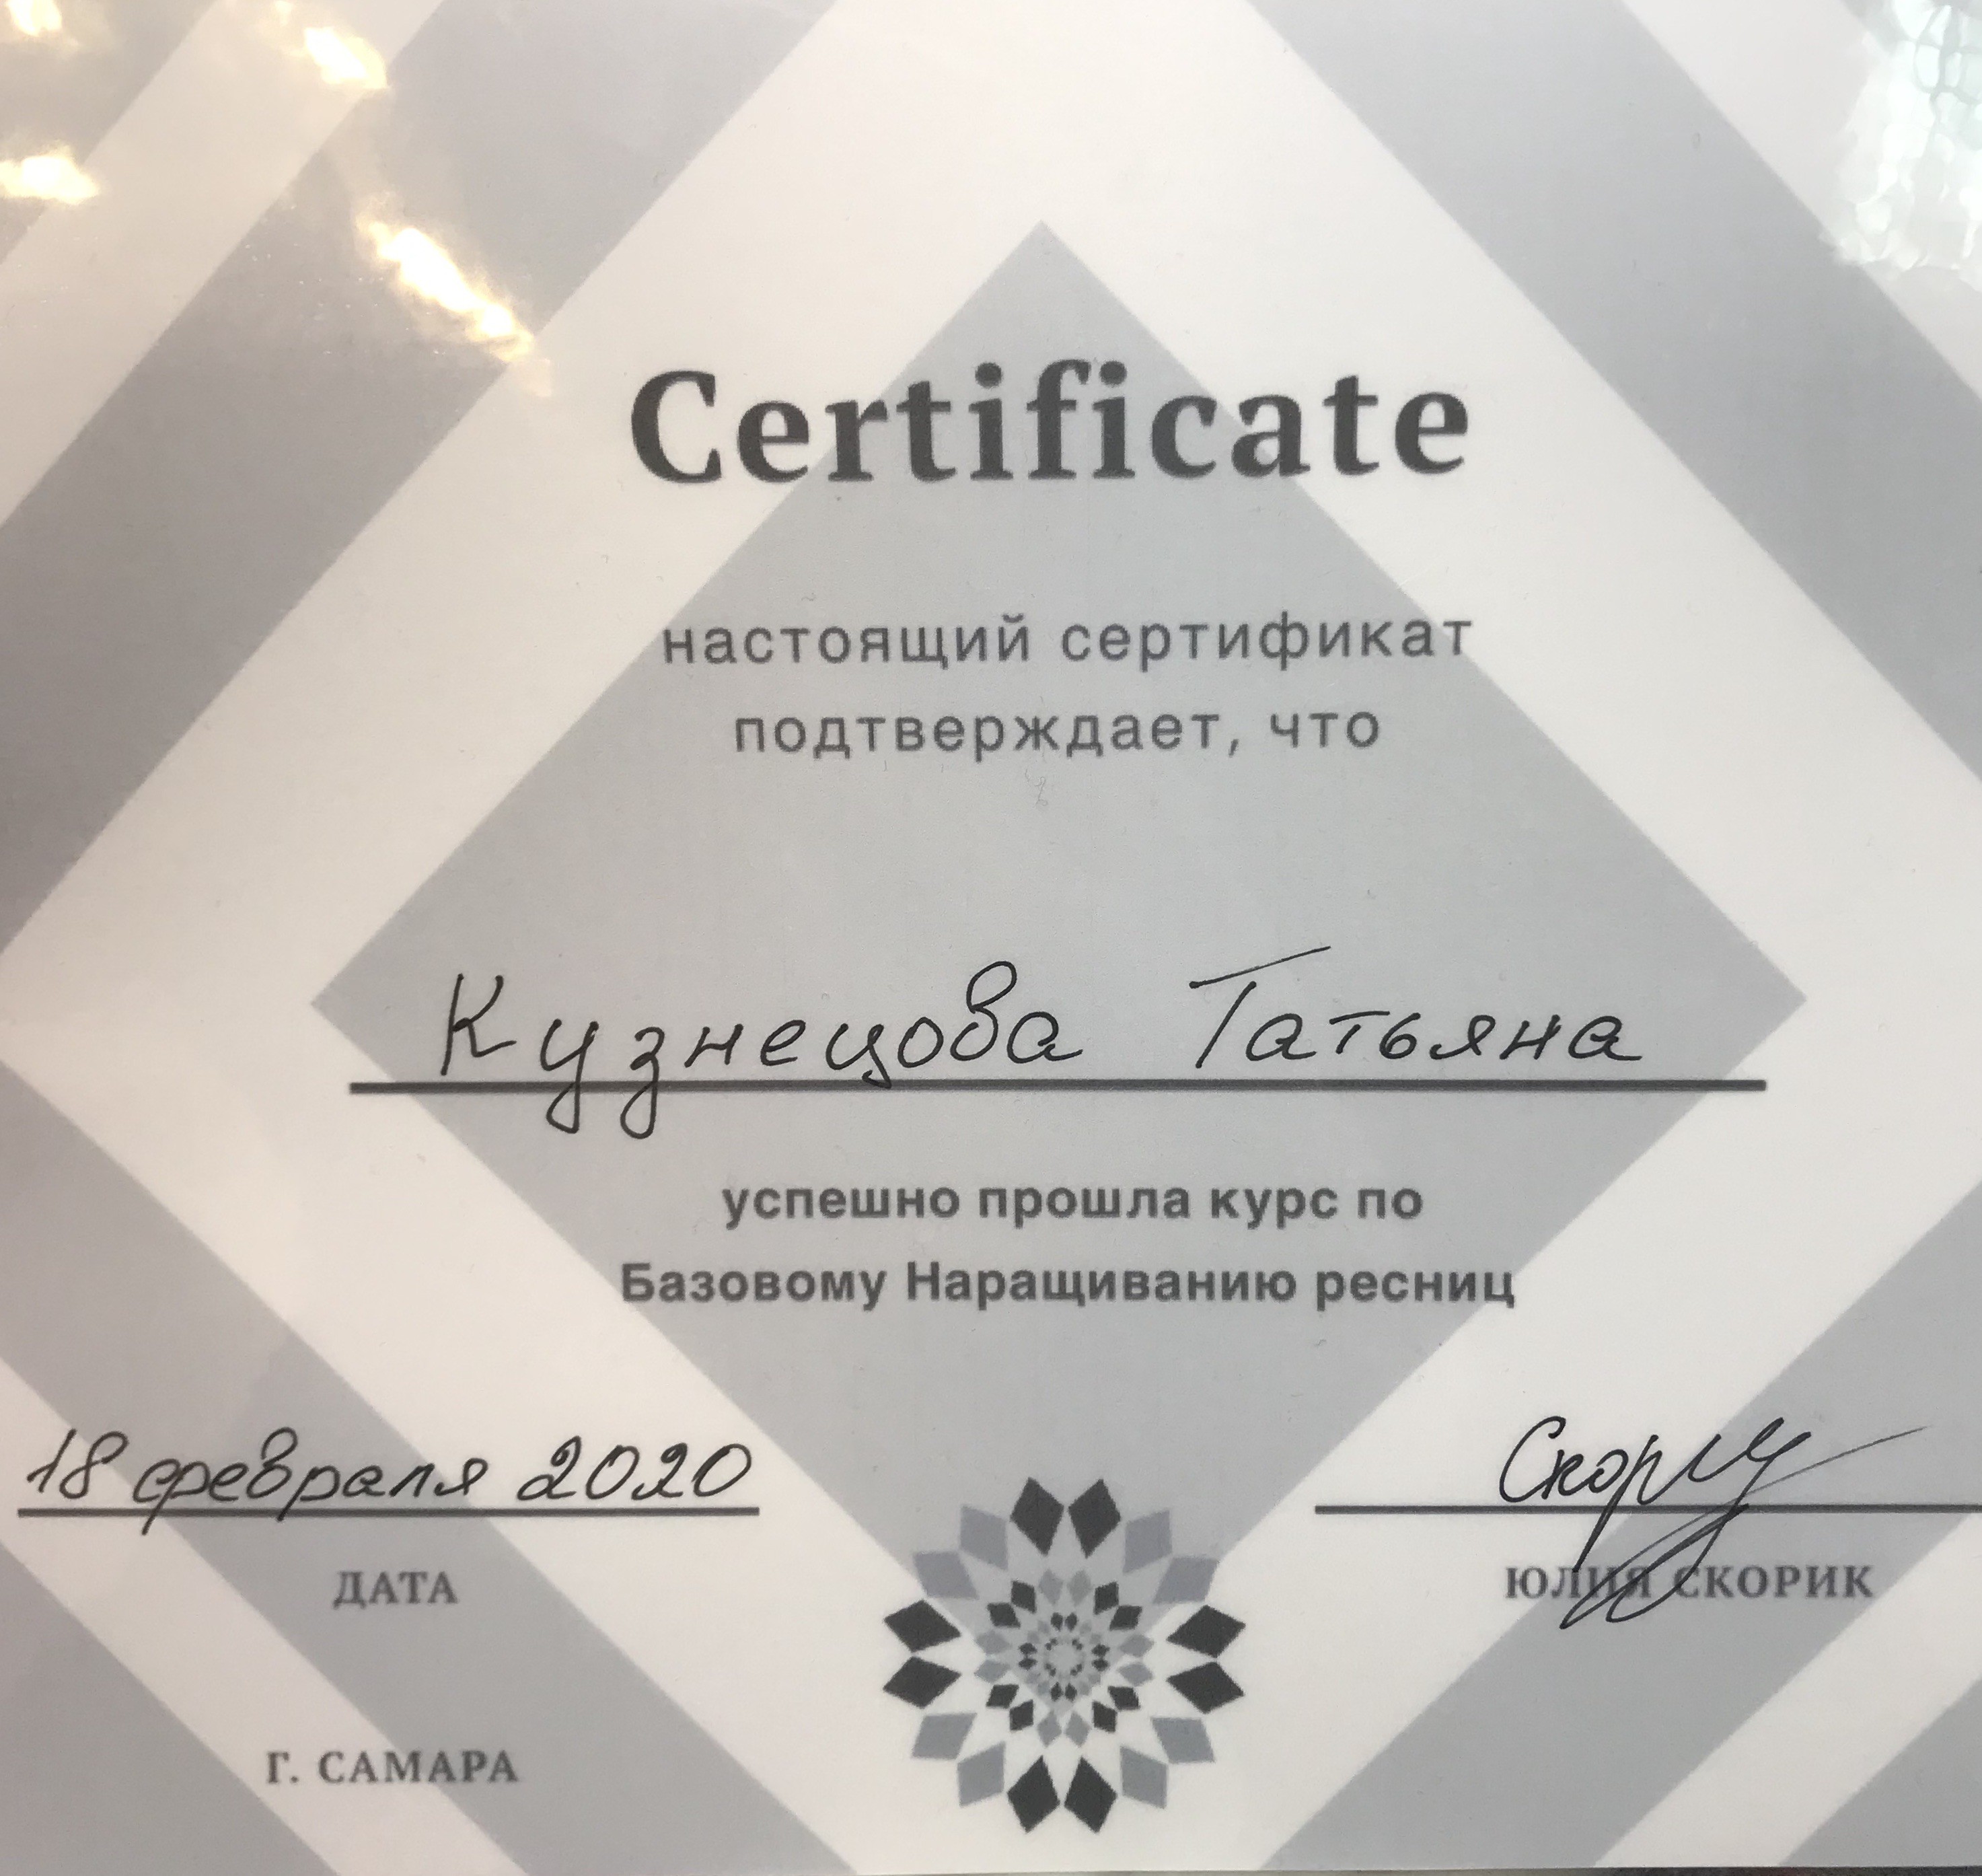 Certificate
настоящий сертификат
подтверждает, что
Кузнецова Татьяна
успешно прошла курс по
Базовому Наращиванию ресниц
18 февраля 2020
ДАТА
ЮЛИЯ СКОРИК
Г. САМАРА